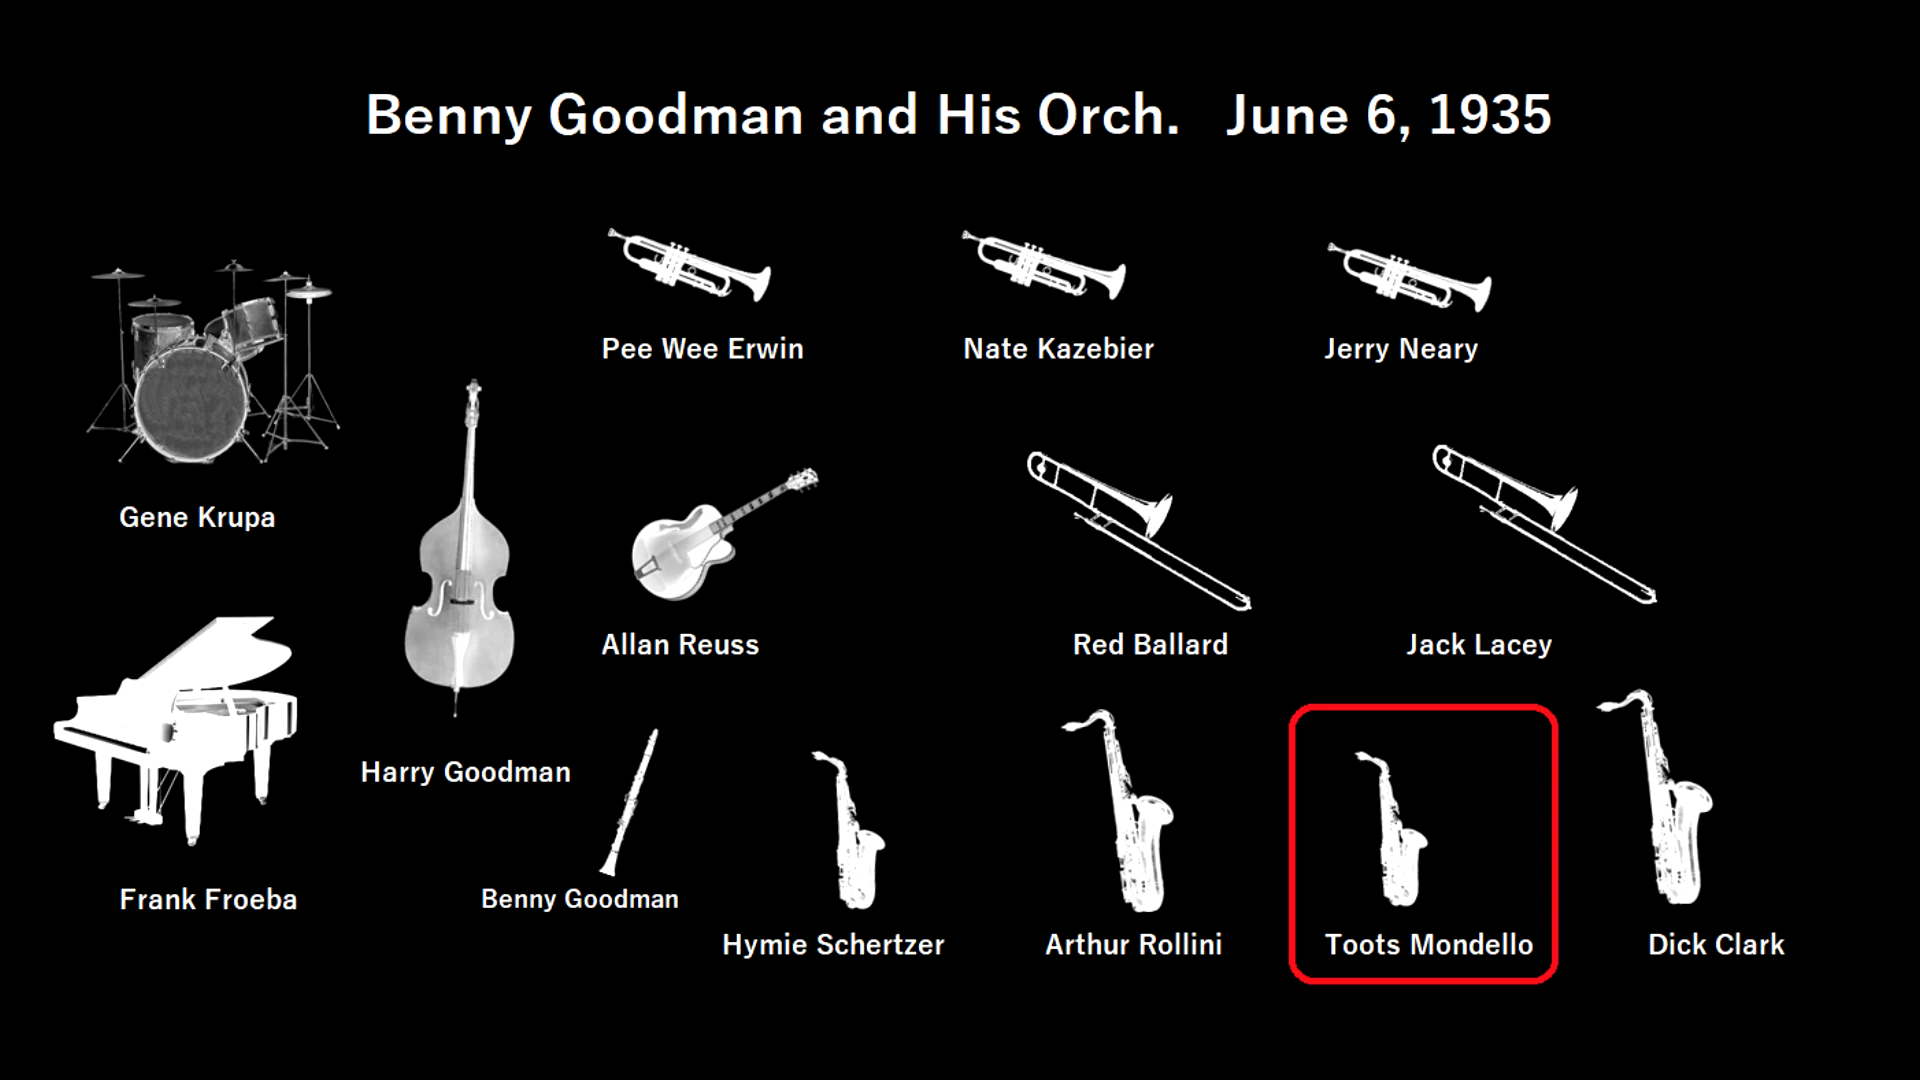 Benny Goodman and His Orch.   June 6, 1935
Pee Wee Erwin
Nate Kazebier
Jerry Neary
Gene Krupa
Allan Reuss
Red Ballard
Jack Lacey
Harry Goodman
Frank Froeba
Benny Goodman
Hymie Schertzer
Arthur Rollini
Toots Mondello
Dick Clark